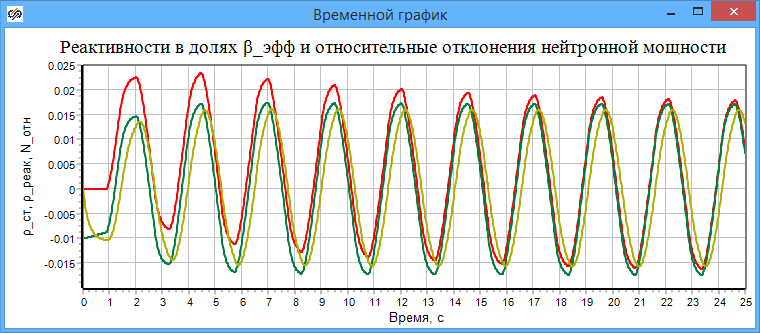 Временной график
Реактивности в долях β_эфф и относительные отклонения нейтронной мощности
ρ_ст, ρ_реак, N_отн
0.025
0.02
0.015
0.01
0.005
0
-0.005
-0.01
-0.015
0 1 2 3 4 5 6 7 8 9 10 11 12 13 14 15 16 17 18 19 20 21 22 23 24 25
Время, с